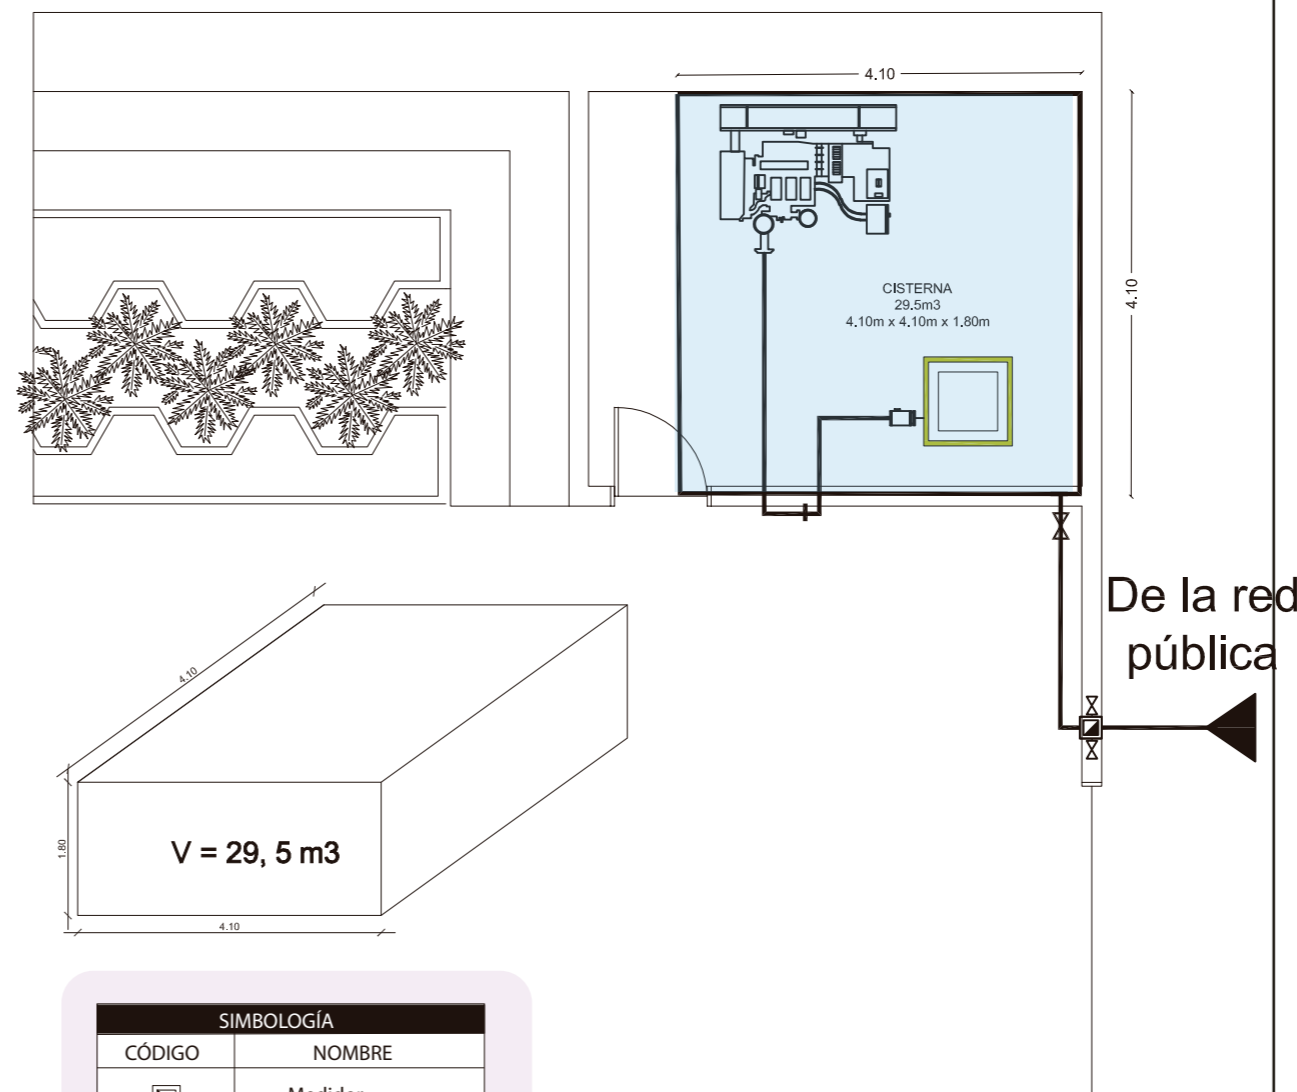 4.10
4.10
CISTERNA
29.5m3
4.10m x 4.10m x 1.80m
De la red
pública
4.10
1.80
V = 29, 5 m3
4.10
SIMBOLOGÍA
CÓDIGO NOMBRE
Medidor